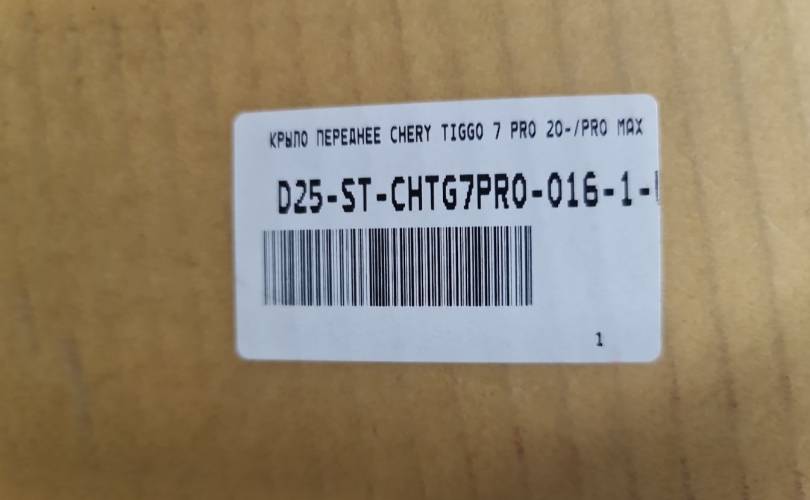 КРЫЛО ПЕРЕДНЕЕ CHERY TIGGO 7 PRO 20-/PRO MAX
D25-ST-CHTG7PRO-016-1-
1